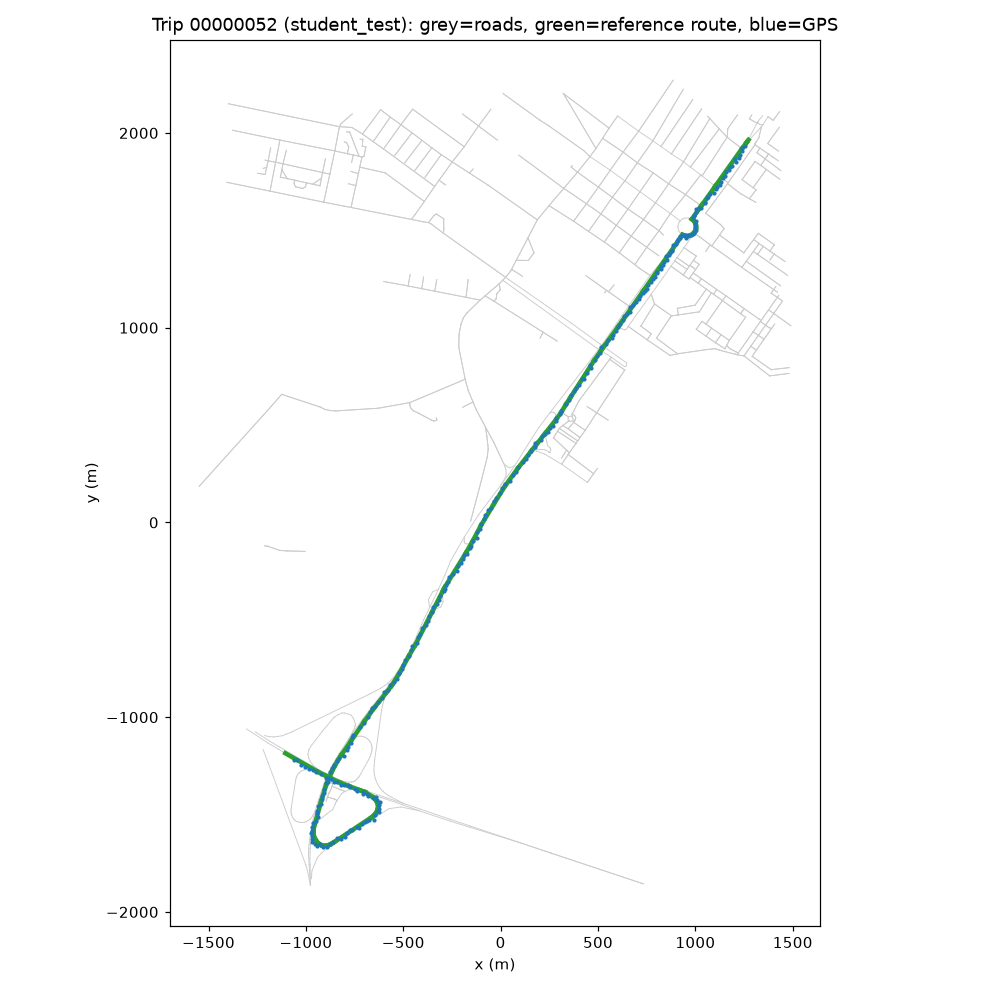 Trip 00000052 (student_test): grey=roads, green=reference route, blue=GPS
2000
1000
0
−1000
−2000
y (m)
−1500 −1000 −500 0 500 1000 1500
x (m)